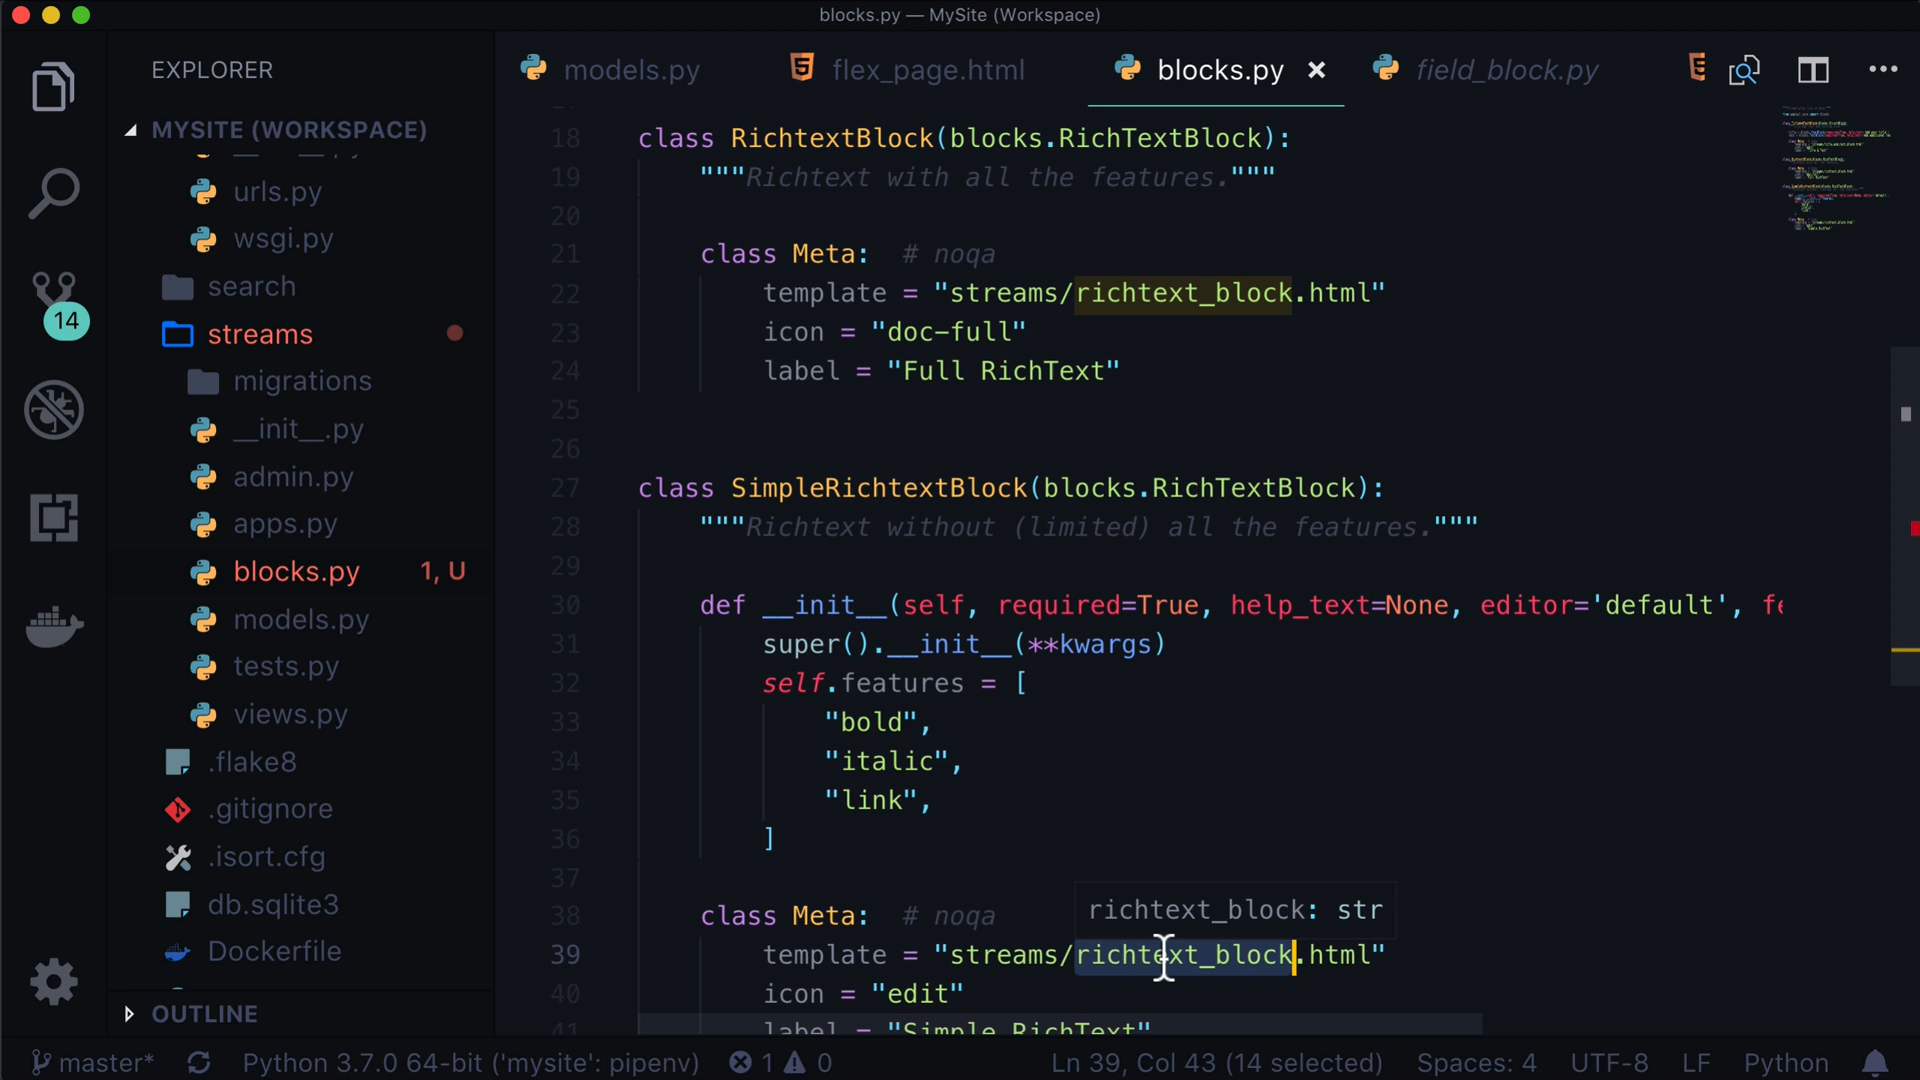 blocks.py — MySite (Workspace)
EXPLORER
MYSITE (WORKSPACE)
urls.py
wsgi.py
search
streams
migrations
__init__.py
admin.py
apps.py
blocks.py 1, U
models.py
tests.py
views.py
.flake8
.gitignore
.isort.cfg
db.sqlite3
Dockerfile
OUTLINE
14
models.py flex_page.html blocks.py field_block.py
18 class RichtextBlock(blocks.RichTextBlock):
19 """Richtext with all the features."""
20
21 class Meta:  # noqa
22 template = "streams/richtext_block.html"
23 icon = "doc-full"
24 label = "Full RichText"
25
26
27 class SimpleRichtextBlock(blocks.RichTextBlock):
28 """Richtext without (limited) all the features."""
29
30 def __init__(self, required=True, help_text=None, editor='default', fe
31 super().__init__(**kwargs)
32 self.features = [
33 "bold",
34 "italic",
35 "link",
36 ]
37
38 class Meta:  # noqa
richtext_block: str
39 template = "streams/richtext_block.html"
40 icon = "edit"
41 label = "Simple RichText"
master* Python 3.7.0 64-bit ('mysite': pipenv) 1 0 Ln 39, Col 43 (14 selected) Spaces: 4 UTF-8 LF Python